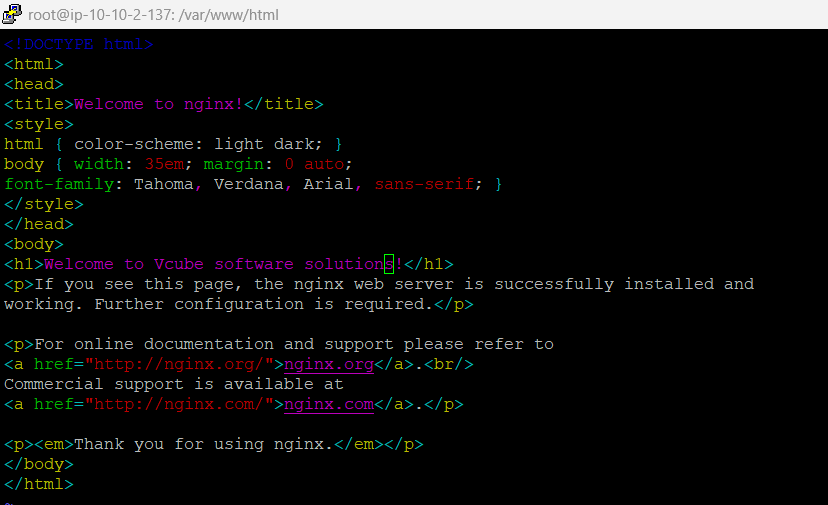 root@ip-10-10-2-137: /var/www/html
<!DOCTYPE html>
<html>
<head>
<title>Welcome to nginx!</title>
<style>
html { color-scheme: light dark; }
body { width: 35em; margin: 0 auto;
font-family: Tahoma, Verdana, Arial, sans-serif; }
</style>
</head>
<body>
<h1>Welcome to Vcube software solutions!</h1>
<p>If you see this page, the nginx web server is successfully installed and
working. Further configuration is required.</p>

<p>For online documentation and support please refer to
<a href="http://nginx.org/">nginx.org</a>.<br/>
Commercial support is available at
<a href="http://nginx.com/">nginx.com</a>.</p>

<p><em>Thank you for using nginx.</em></p>
</body>
</html>
~